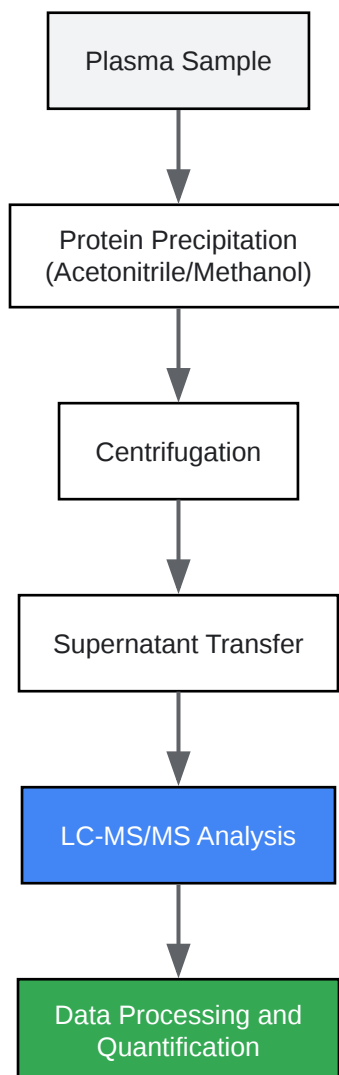 Plasma Sample
Protein Precipitation
(Acetonitrile/Methanol)
Centrifugation
Supernatant Transfer
LC-MS/MS Analysis
Data Processing and
Quantification